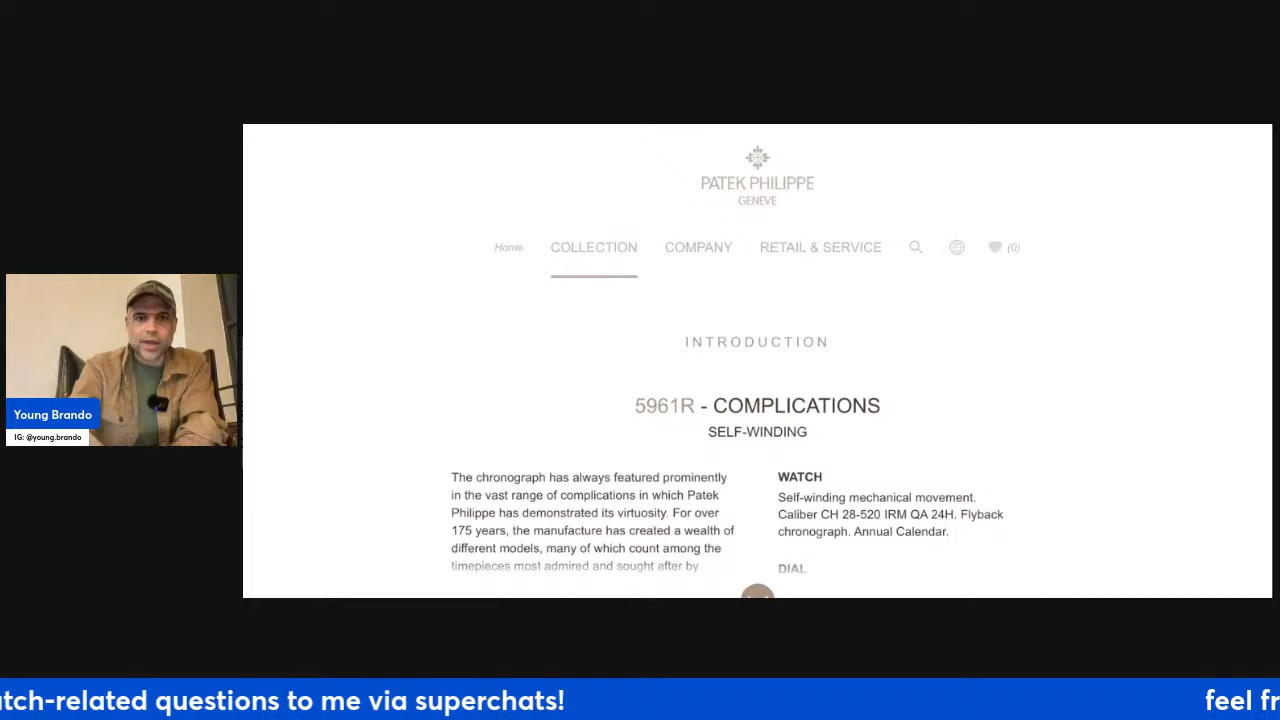 PATEK PHILIPPE
GENEVE
Home COLLECTION COMPANY RETAIL & SERVICE (0)
INTRODUCTION
5961R - COMPLICATIONS
SELF-WINDING
The chronograph has always featured prominently
in the vast range of complications in which Patek
Philippe has demonstrated its virtuosity. For over
175 years, the manufacture has created a wealth of
different models, many of which count among the
timepieces most admired and sought after by
WATCH
Self-winding mechanical movement.
Caliber CH 28-520 IRM QA 24H. Flyback
chronograph. Annual Calendar.
DIAL
Young Brando
IG: @young.brando
tch-related questions to me via superchats!
feel fr